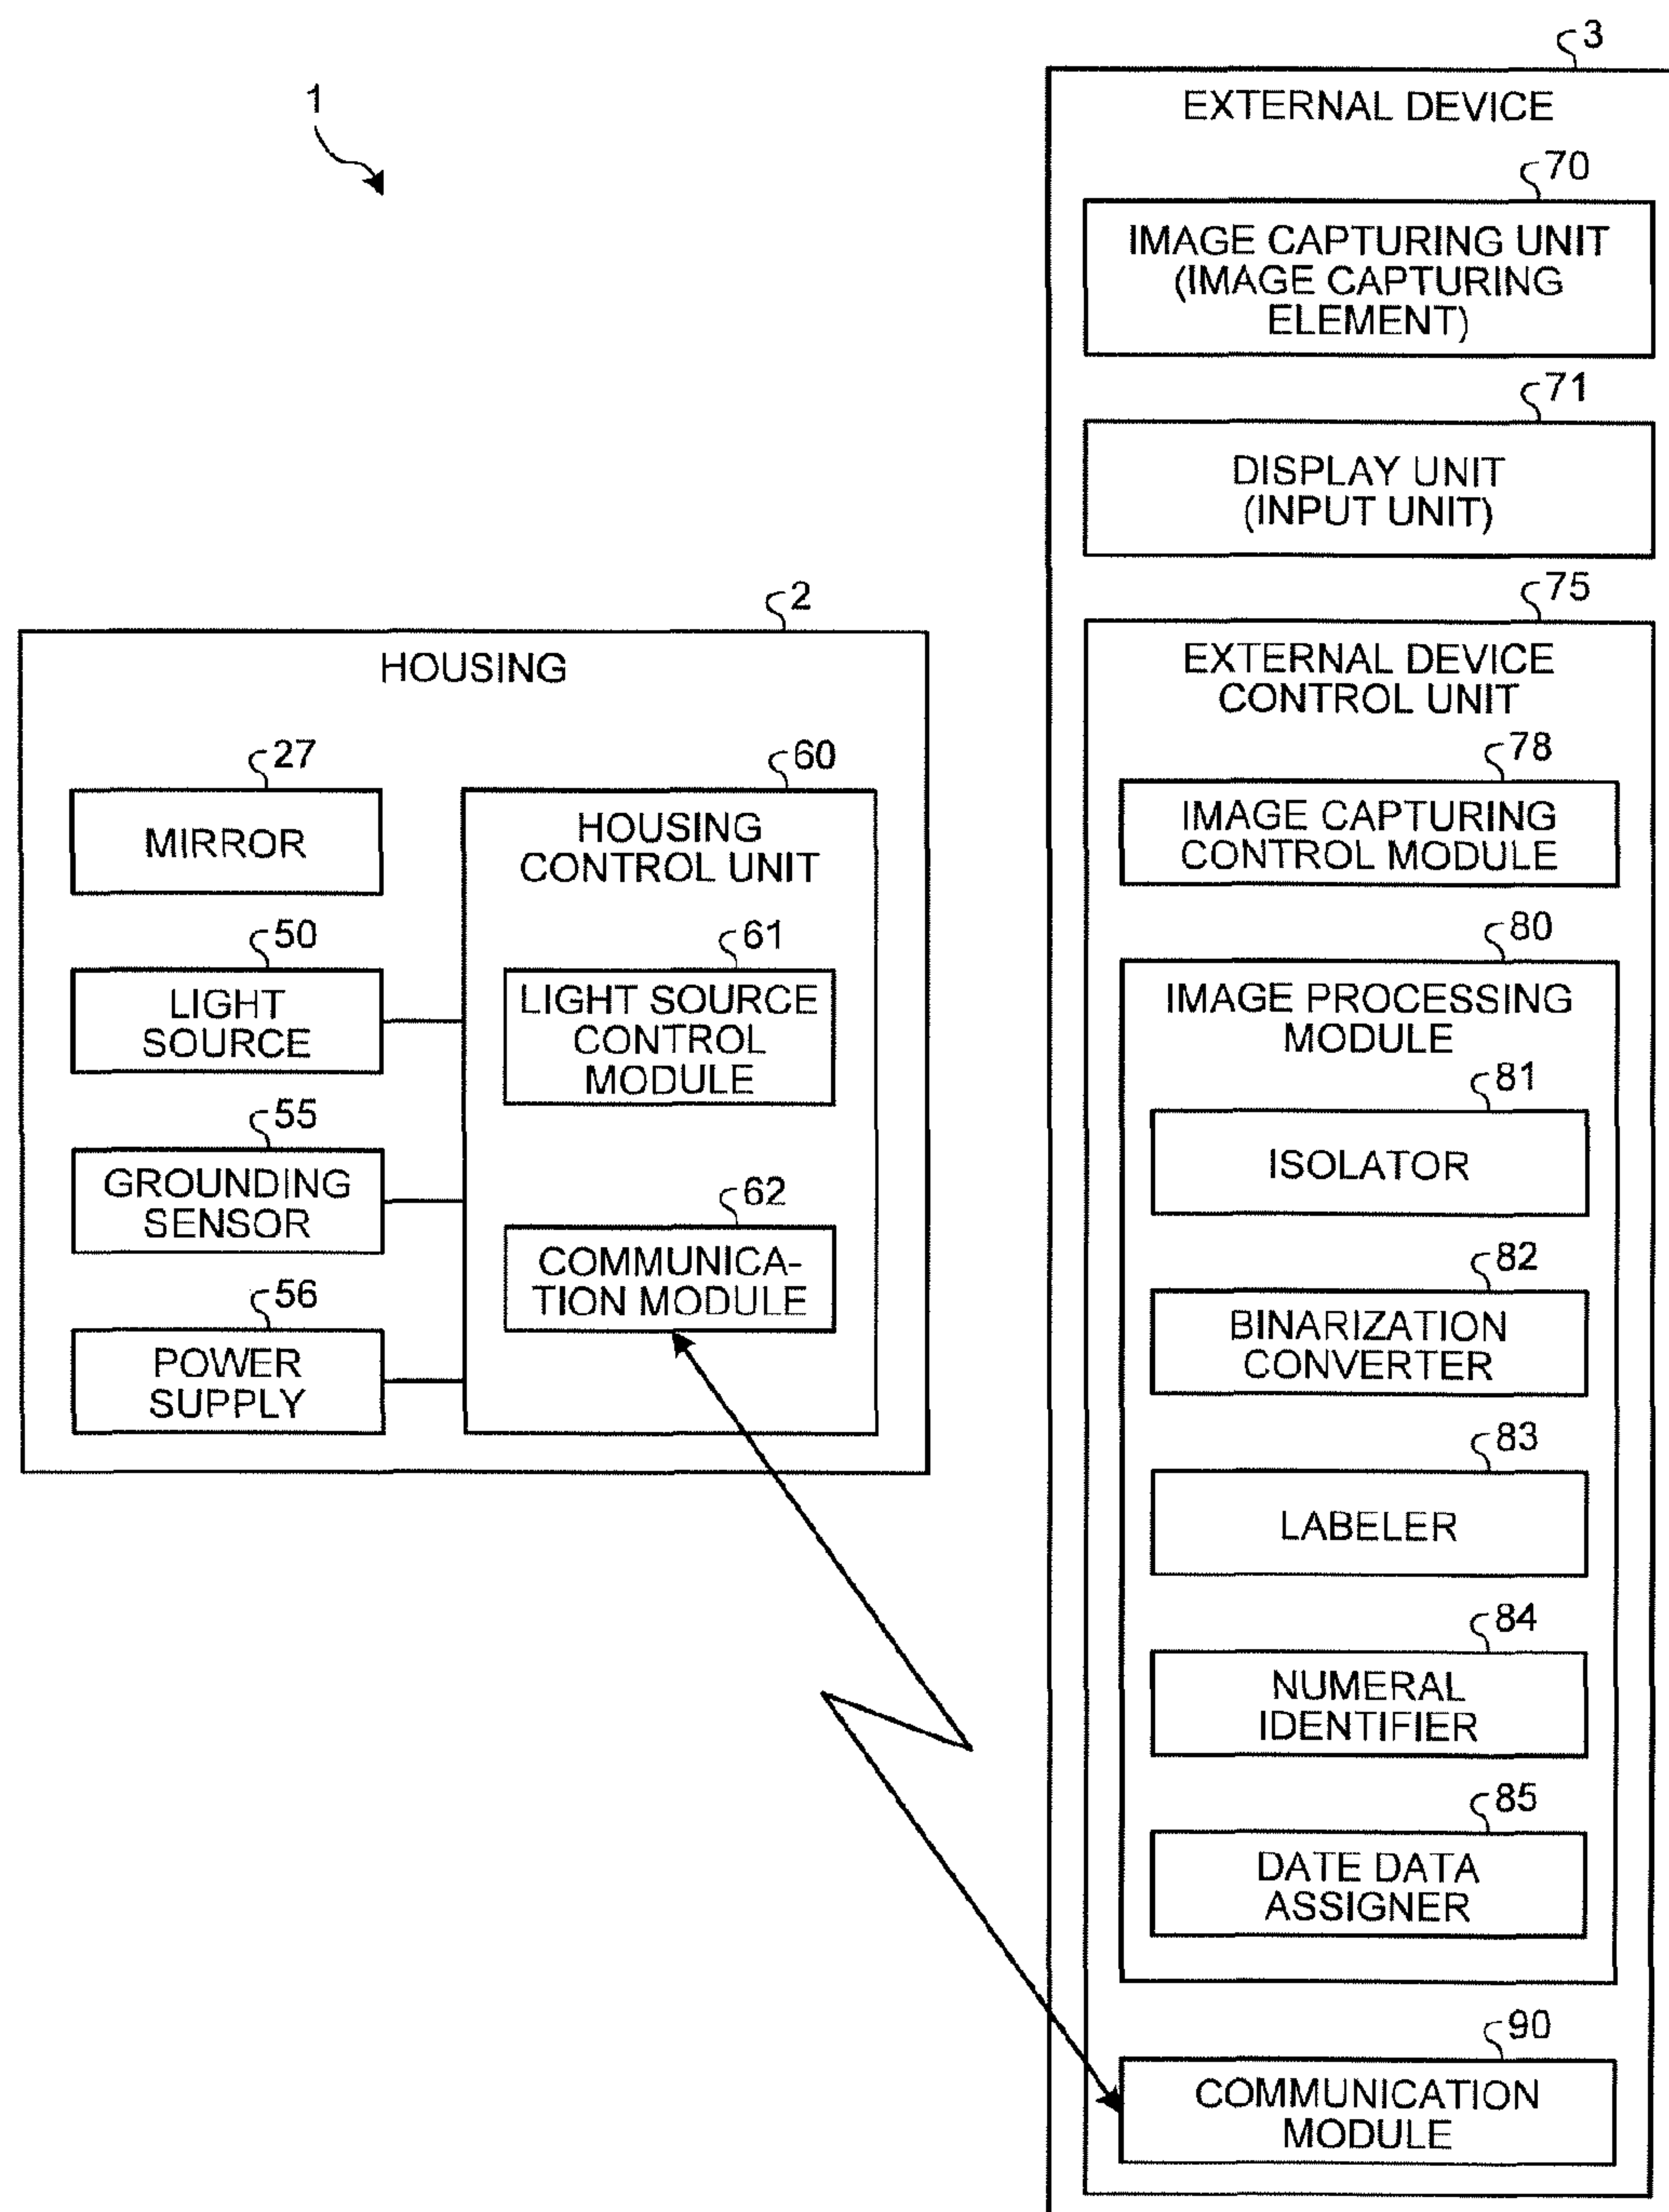 1
3
EXTERNAL DEVICE
70
IMAGE CAPTURING UNIT
(IMAGE CAPTURING
ELEMENT)
71
DISPLAY UNIT
(INPUT UNIT)
75
EXTERNAL DEVICE
CONTROL UNIT
78
IMAGE CAPTURING
CONTROL MODULE
80
IMAGE PROCESSING
MODULE
81
ISOLATOR
82
BINARIZATION
CONVERTER
83
LABELER
84
NUMERAL
IDENTIFIER
85
DATE DATA
ASSIGNER
90
COMMUNICATION
MODULE
2
HOUSING
27
MIRROR
50
LIGHT
SOURCE
55
GROUNDING
SENSOR
56
POWER
SUPPLY
60
HOUSING
CONTROL UNIT
61
LIGHT SOURCE
CONTROL
MODULE
62
COMMUNICA-
TION MODULE